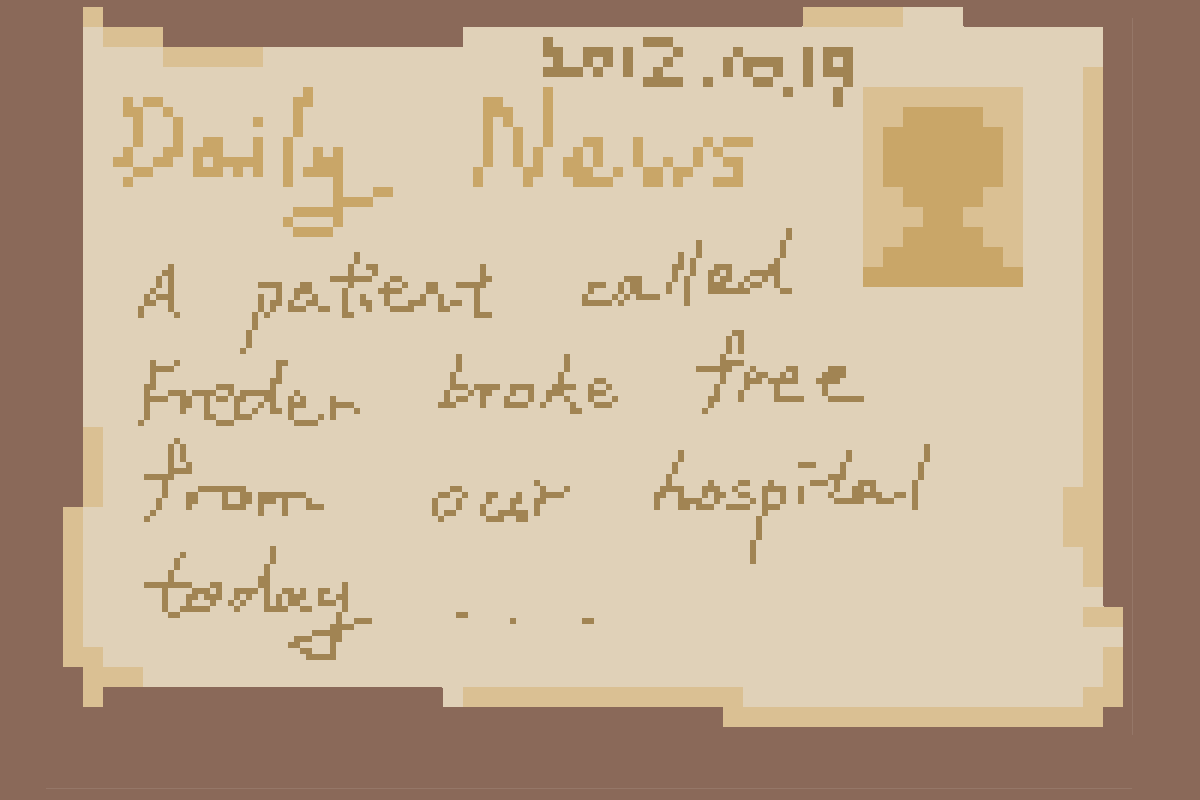 2012.10.19
Daily News
A patient called
Freder broke free
from our hospital
today . . .